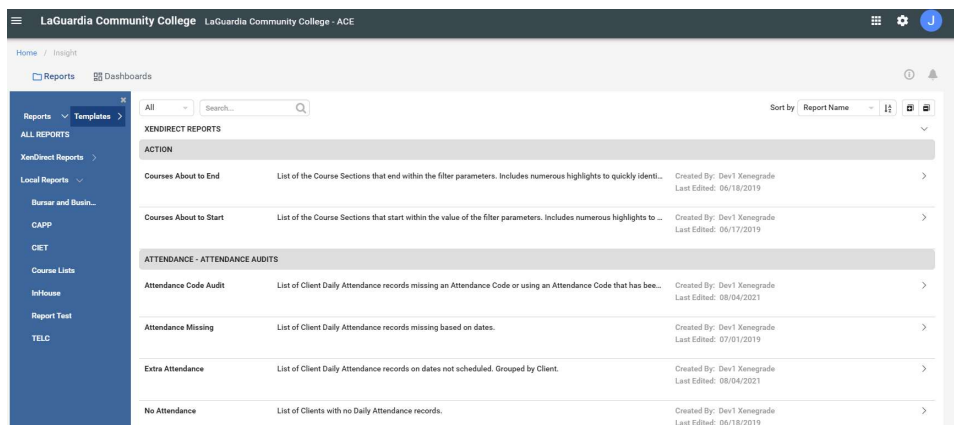 LaGuardia Community College LaGuardia Community College - ACE
J
Home / Insight
Reports Dashboards
Reports Templates
ALL REPORTS
XenDirect Reports
Local Reports
Bursar and Busin...
CAPP
CIET
Course Lists
InHouse
Report Test
TELC
All Search... Sort by Report Name
XENDIRECT REPORTS
ACTION
Courses About to End List of the Course Sections that end within the filter parameters. Includes numerous highlights to quickly identi... Created By: Dev1 Xenegrade
Last Edited: 06/18/2019
Courses About to Start List of the Course Sections that start within the value of the filter parameters. Includes numerous highlights to ... Created By: Dev1 Xenegrade
Last Edited: 06/17/2019
ATTENDANCE - ATTENDANCE AUDITS
Attendance Code Audit List of Client Daily Attendance records missing an Attendance Code or using an Attendance Code that has bee... Created By: Dev1 Xenegrade
Last Edited: 08/04/2021
Attendance Missing List of Client Daily Attendance records missing based on dates. Created By: Dev1 Xenegrade
Last Edited: 07/01/2019
Extra Attendance List of Client Daily Attendance records on dates not scheduled. Grouped by Client. Created By: Dev1 Xenegrade
Last Edited: 08/04/2021
No Attendance List of Clients with no Daily Attendance records. Created By: Dev1 Xenegrade
Last Edited: 06/18/2019